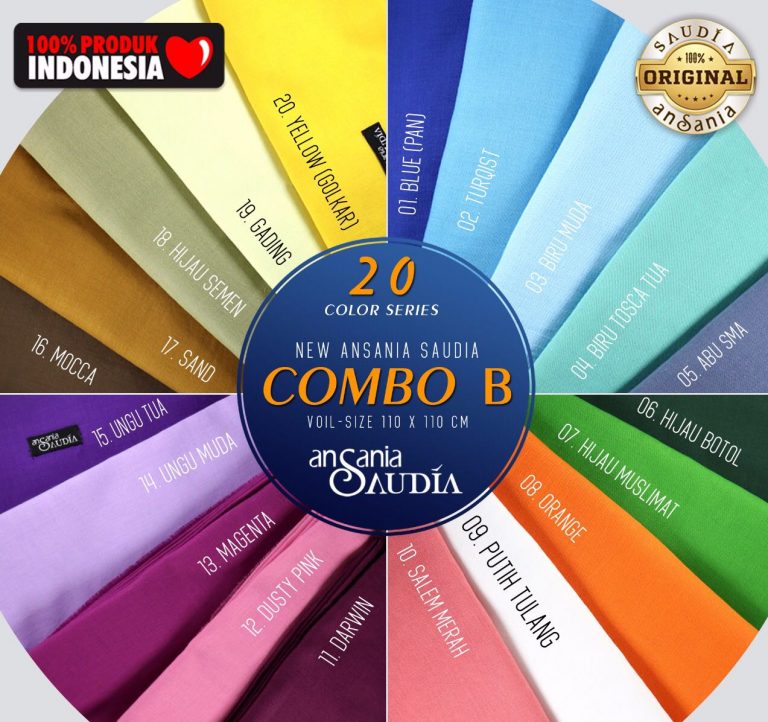 100% PRODUK
INDONESIA
SAUDÍA
100%
ORIGINAL
anSania
20. YELLOW (GOLKAR)
19. GADING
18. HIJAU SEMEN
17. SAND
16. MOCCA
01. BLUE (PAN)
02. TURQIST
03. BIRU MUDA
04. BIRU TOSCA TUA
05. ABU SMA
20
COLOR SERIES
NEW ANSANIA SAUDIA
COMBO B
VOIL-SIZE 110 X 110 CM
anSania
SAUDÍA
anSania
SAUDÍA
15. UNGU TUA
14. UNGU MUDA
13. MAGENTA
12. DUSTY PINK
11. DARWIN
06. HIJAU BOTOL
07. HIJAU MUSLIMAT
08. ORANGE
09. PUTIH TULANG
10. SALEM MERAH